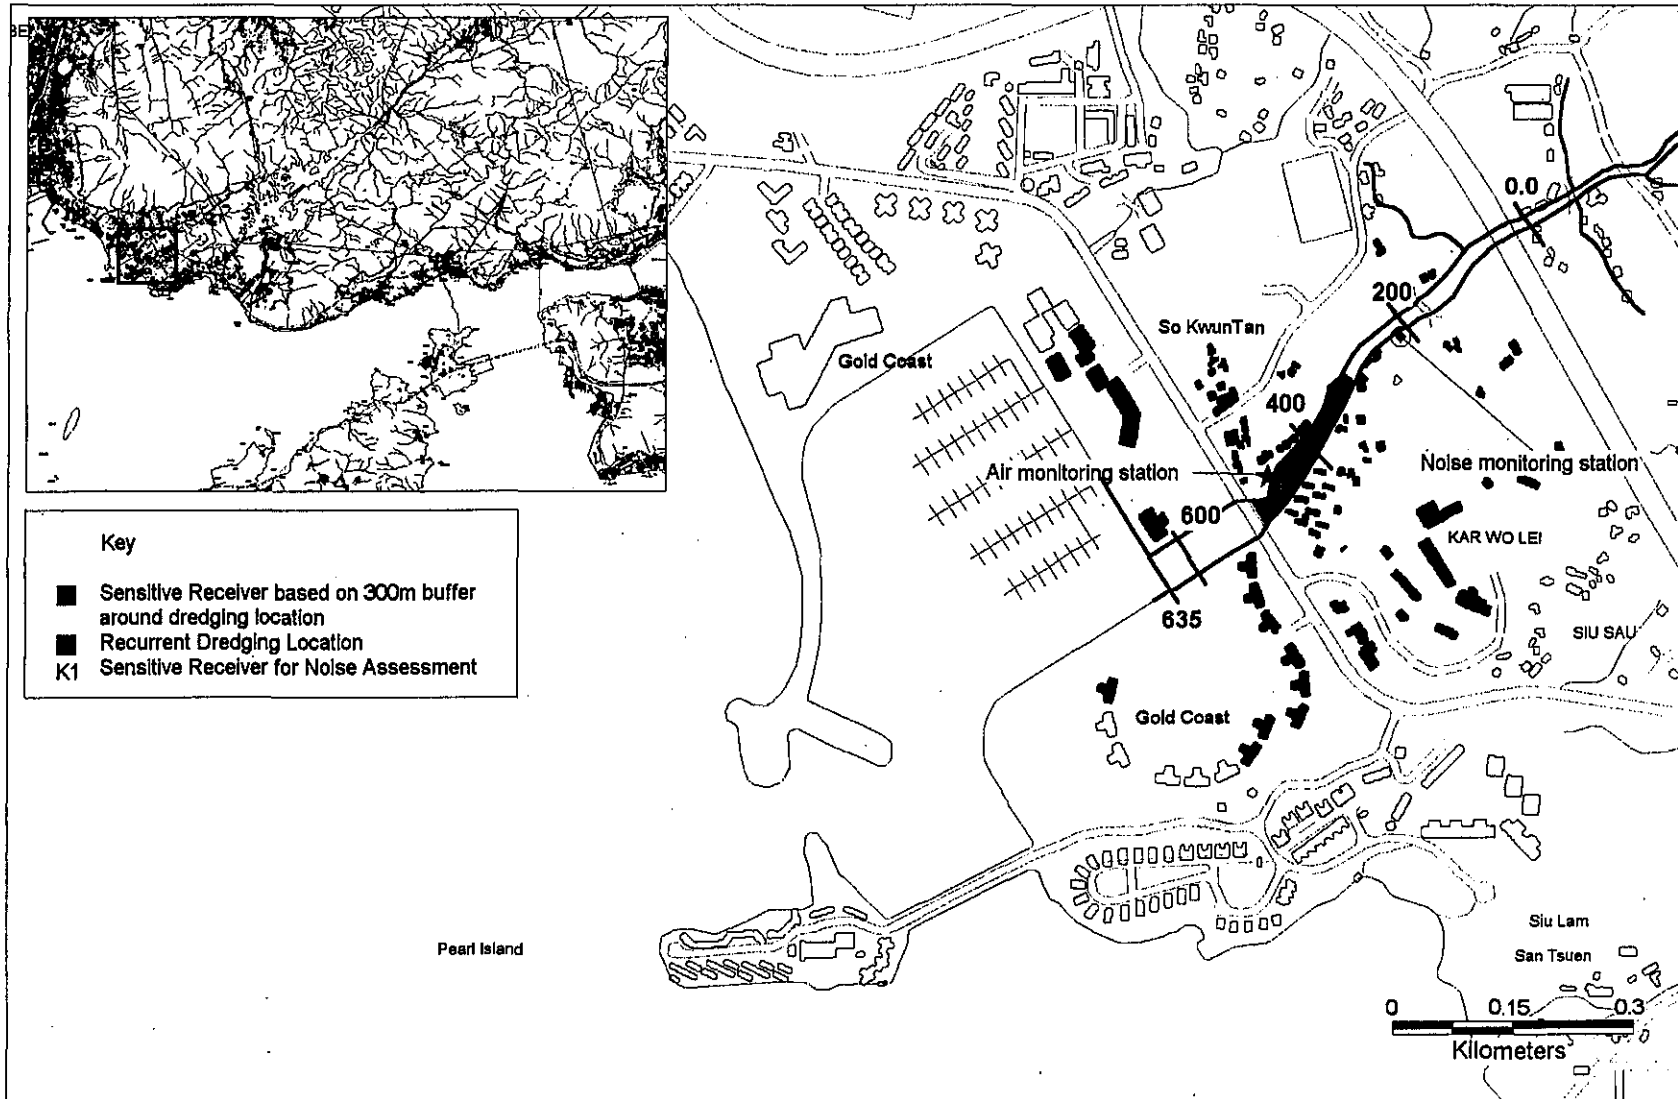 Key
Sensitive Receiver based on 300m buffer
around dredging location
Recurrent Dredging Location
K1 Sensitive Receiver for Noise Assessment
0.0
200
So KwunTan
Gold Coast
400
Air monitoring station
Noise monitoring station
600
KAR WO LEI
635
SIU SAU
Gold Coast
Pearl Island
Siu Lam
San Tsuen
0 0.15 0.3
Kilometers